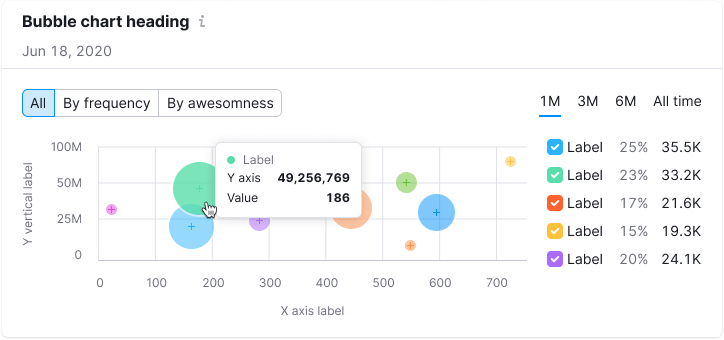 Bubble chart heading
Jun 18, 2020
All By frequency By awesomness
1M 3M 6M All time
Y vertical label
100M
50M
25M
0
0 100 200 300 400 500 600 700
X axis label
Label
Y axis 49,256,769
Value 186
Label 25% 35.5K
Label 23% 33.2K
Label 17% 21.6K
Label 15% 19.3K
Label 20% 24.1K